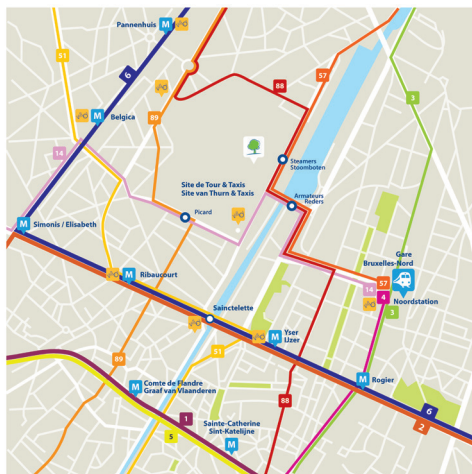 Pannenhuis M
51
6
88
57
3
89
M Belgica
14
Steamers
Stoomboten
Site de Tour & Taxis
Site van Thurn & Taxis
Armateurs
Reders
Picard
M
Simonis / Elisabeth
Gare
Bruxelles-Nord
M Ribaucourt
57
14
4
Noordstation
3
Sainctelette
51
M
Yser
IJzer
89
M
Comte de Flandre
Graaf van Vlaanderen
M Rogier
88
6
2
1
5
Sainte-Catherine
Sint-Katelijne
M